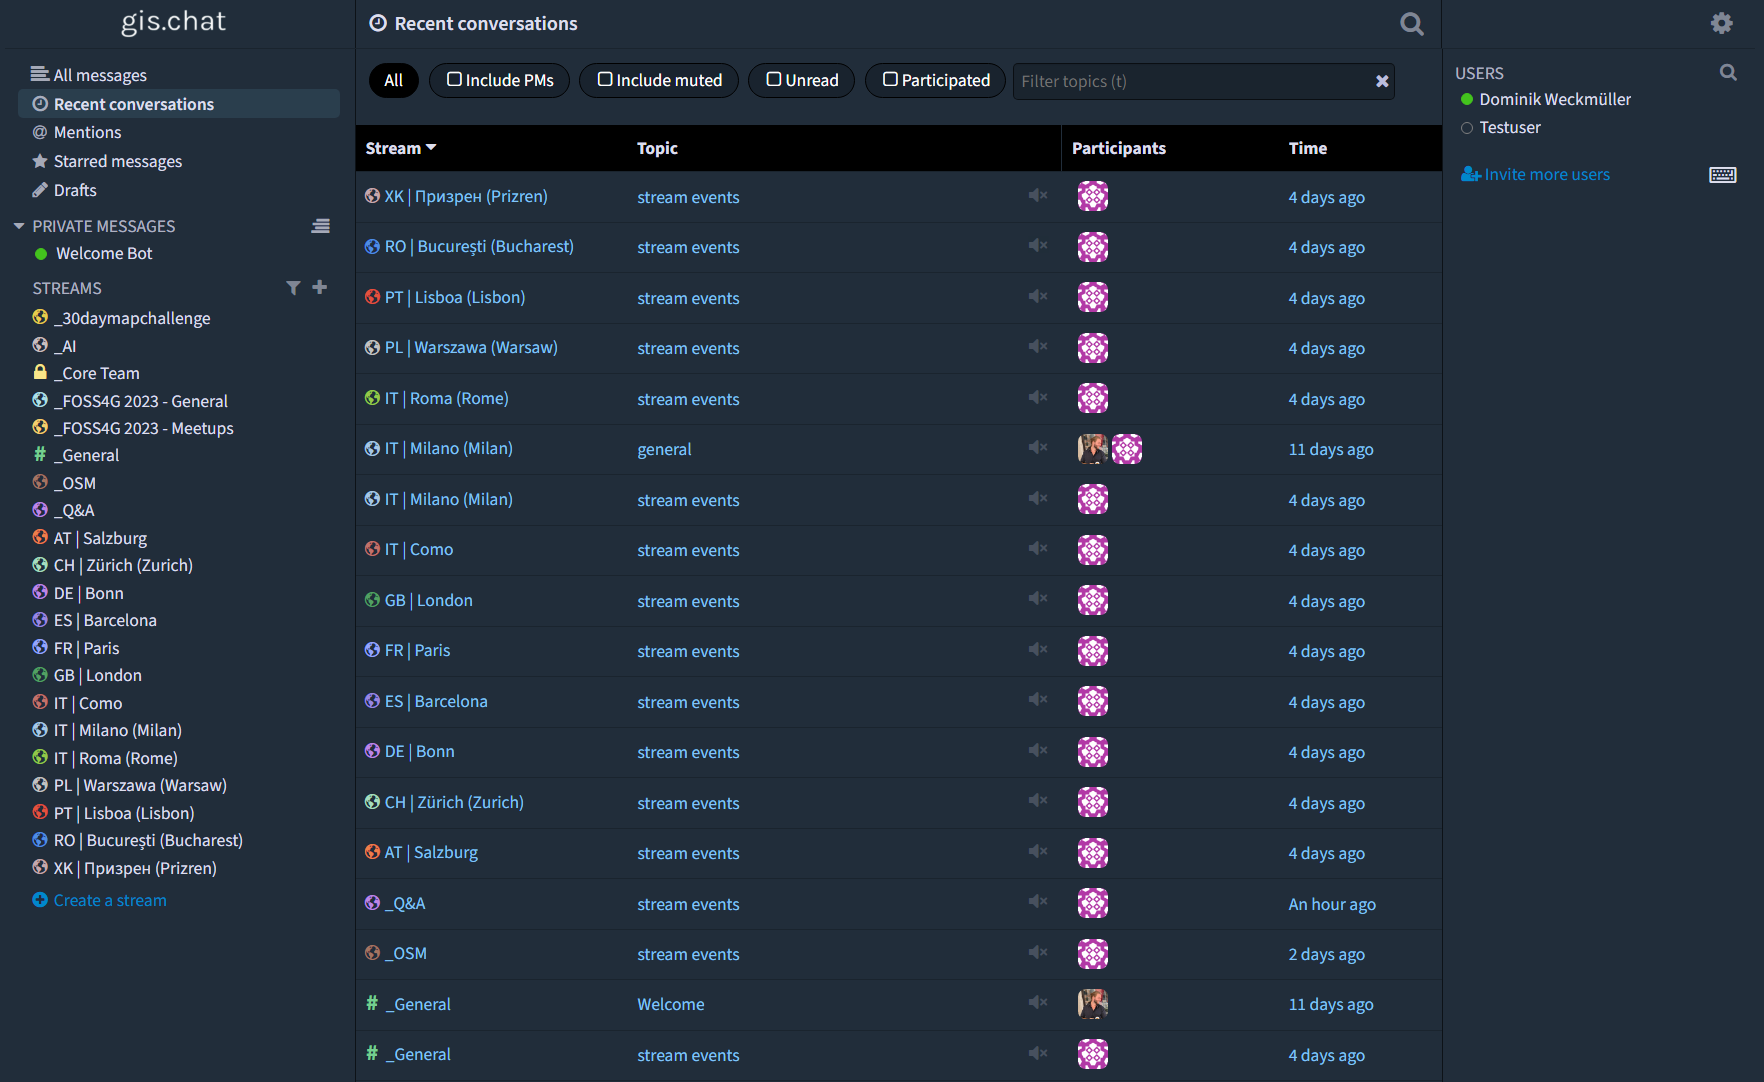 gis.chat
All messages
Recent conversations
@ Mentions
Starred messages
Drafts
PRIVATE MESSAGES
Welcome Bot
STREAMS
_30daymapchallenge
_AI
_Core Team
_FOSS4G 2023 - General
_FOSS4G 2023 - Meetups
# _General
_OSM
_Q&A
AT | Salzburg
CH | Zürich (Zurich)
DE | Bonn
ES | Barcelona
FR | Paris
GB | London
IT | Como
IT | Milano (Milan)
IT | Roma (Rome)
PL | Warszawa (Warsaw)
PT | Lisboa (Lisbon)
RO | București (Bucharest)
XK | Призрен (Prizren)
Create a stream
Recent conversations
All Include PMs Include muted Unread Participated Filter topics (t)
Stream Topic Participants Time
XK | Призрен (Prizren) stream events 4 days ago
RO | București (Bucharest) stream events 4 days ago
PT | Lisboa (Lisbon) stream events 4 days ago
PL | Warszawa (Warsaw) stream events 4 days ago
IT | Roma (Rome) stream events 4 days ago
IT | Milano (Milan) general 11 days ago
IT | Milano (Milan) stream events 4 days ago
IT | Como stream events 4 days ago
GB | London stream events 4 days ago
FR | Paris stream events 4 days ago
ES | Barcelona stream events 4 days ago
DE | Bonn stream events 4 days ago
CH | Zürich (Zurich) stream events 4 days ago
AT | Salzburg stream events 4 days ago
_Q&A stream events An hour ago
_OSM stream events 2 days ago
# _General Welcome 11 days ago
# _General stream events 4 days ago
USERS
Dominik Weckmüller
Testuser
Invite more users